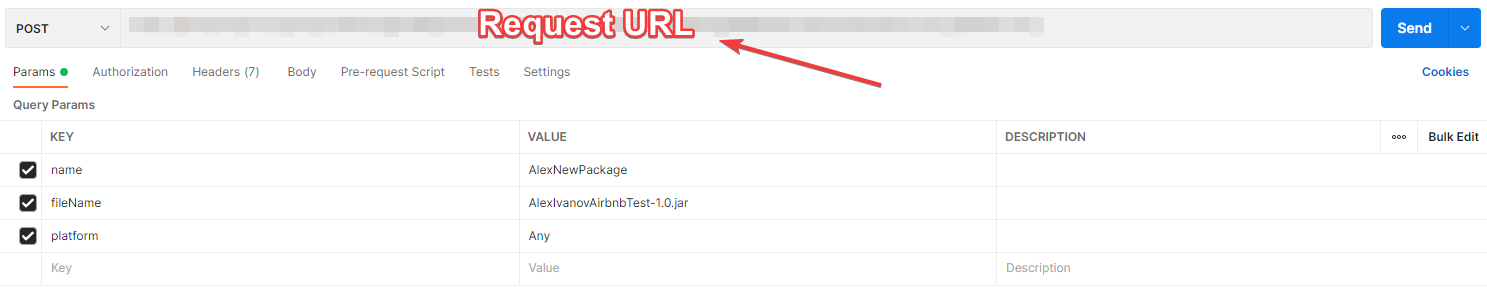 POST Request URL Send
Params Authorization Headers (7) Body Pre-request Script Tests Settings Cookies
Query Params
KEY VALUE DESCRIPTION ooo Bulk Edit
name AlexNewPackage
fileName AlexIvanovAirbnbTest-1.0.jar
platform Any
Key Value Description